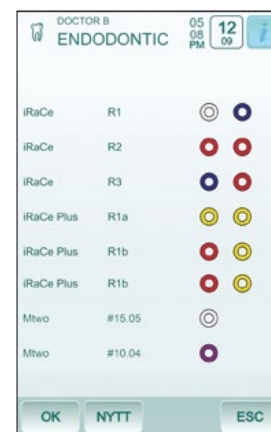 DOCTOR B
ENDODONTIC
05
08
PM
12
09
i
iRaCe R1
iRaCe R2
iRaCe R3
iRaCe Plus R1a
iRaCe Plus R1b
iRaCe Plus R1b
Mtwo #15.05
Mtwo #10.04
OK NYTT ESC